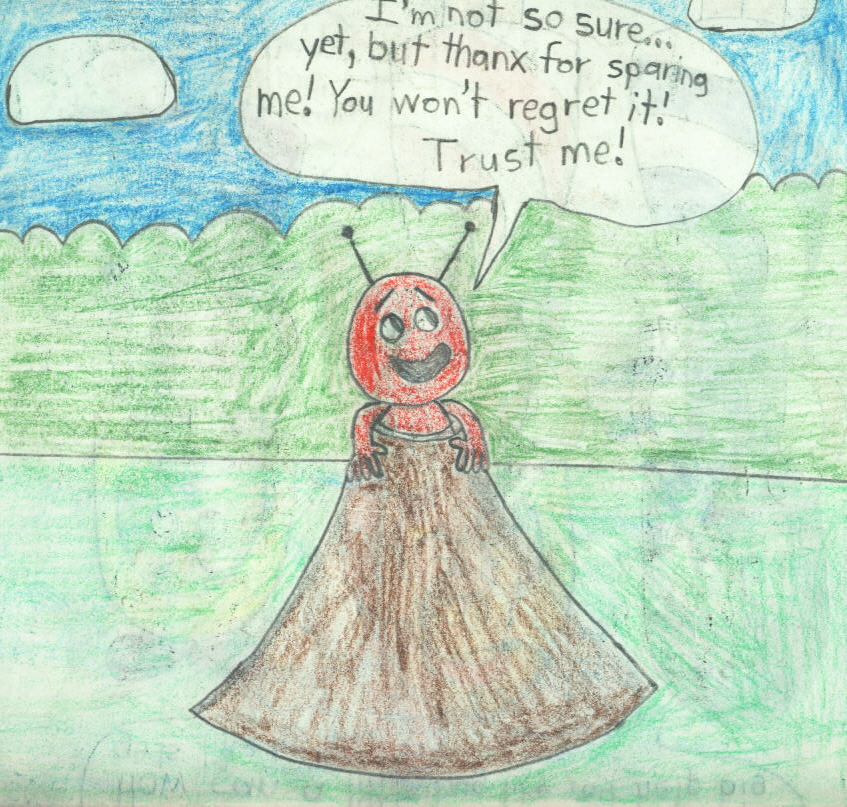 I'm not so sure...
yet, but thanx for sparing
me! You won't regret it!
Trust me!